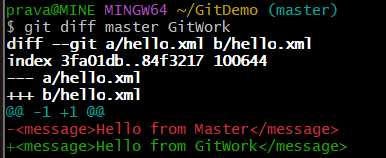 prava@MINE MINGW64 ~/GitDemo (master)
$ git diff master GitWork
diff --git a/hello.xml b/hello.xml
index 3fa01db..84f3217 100644
--- a/hello.xml
+++ b/hello.xml
@@ -1 +1 @@
-<message>Hello from Master</message>
+<message>Hello from GitWork</message>